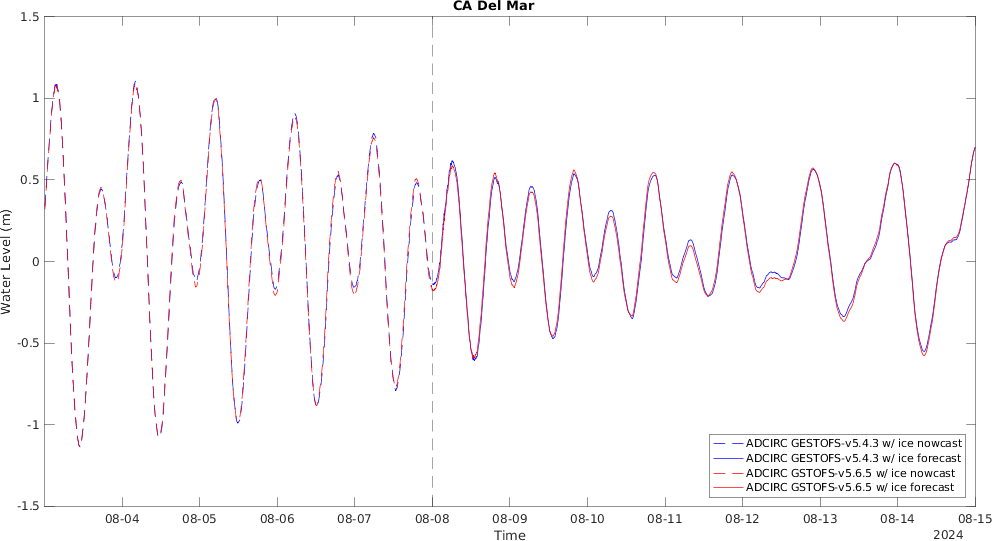 CA Del Mar
1.5
1
0.5
0
-0.5
-1
-1.5
Water Level (m)
08-04 08-05 08-06 08-07 08-08 08-09 08-10 08-11 08-12 08-13 08-14 08-15
Time
2024
ADCIRC GESTOFS-v5.4.3 w/ ice nowcast
ADCIRC GESTOFS-v5.4.3 w/ ice forecast
ADCIRC GSTOFS-v5.6.5 w/ ice nowcast
ADCIRC GSTOFS-v5.6.5 w/ ice forecast